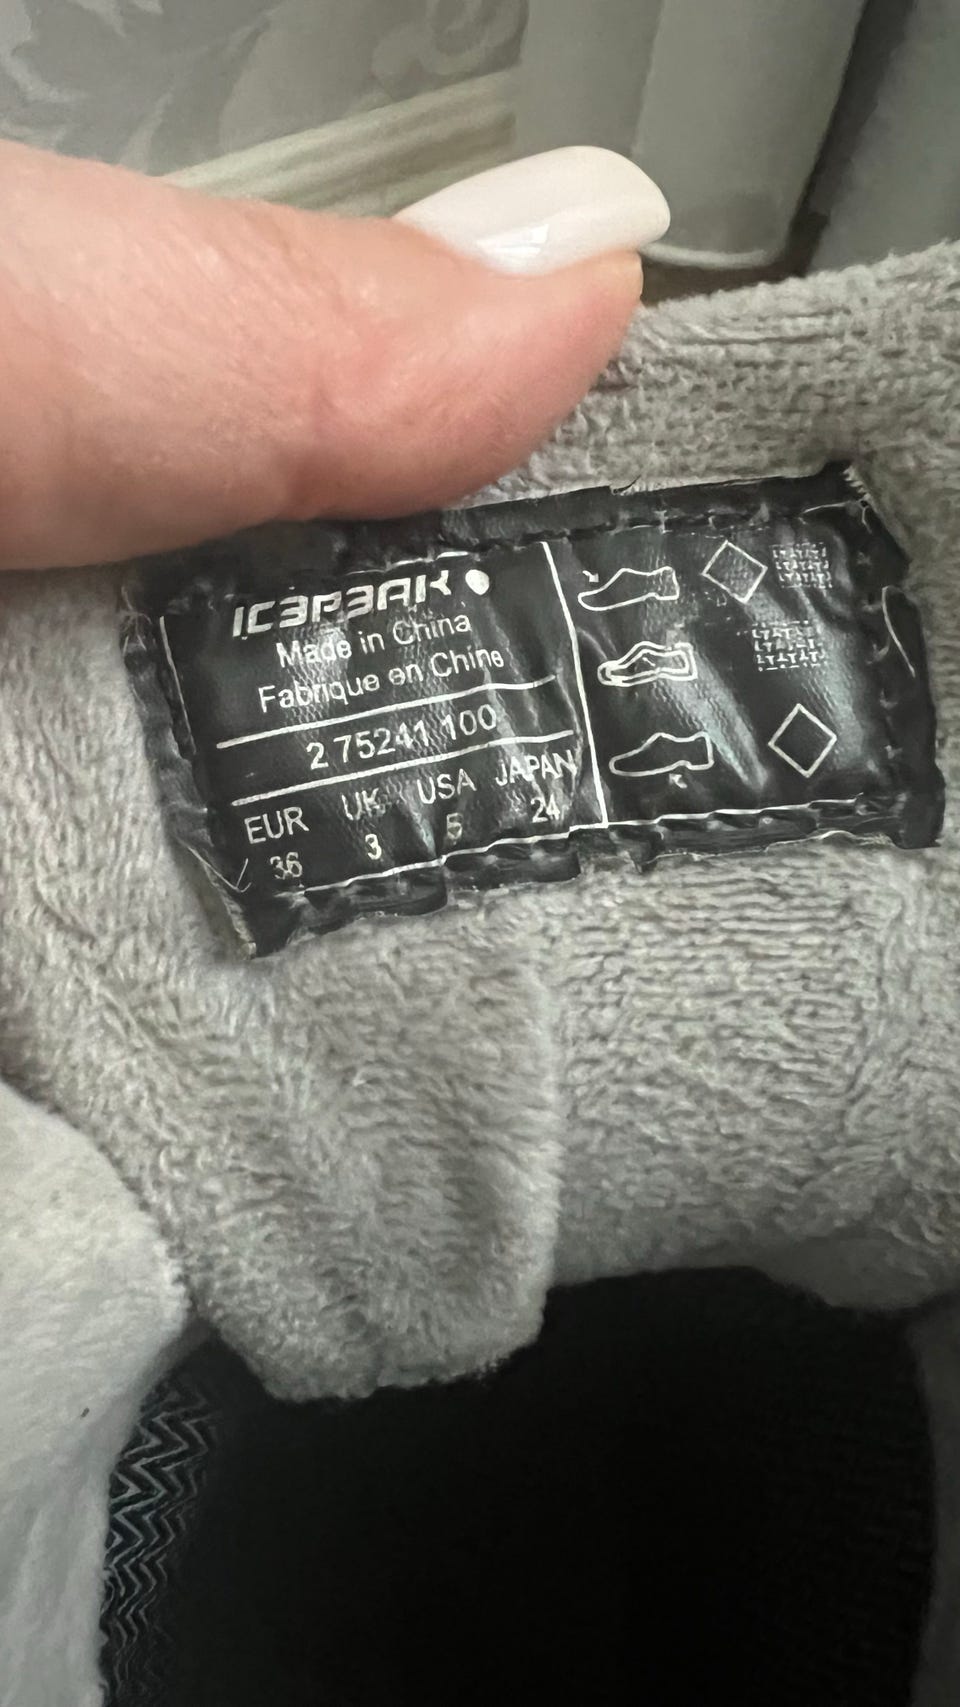 ICEPEAK
Made in China
Fabrique en Chine
2 75241 100
EUR UK USA JAPAN
36 3 5 24